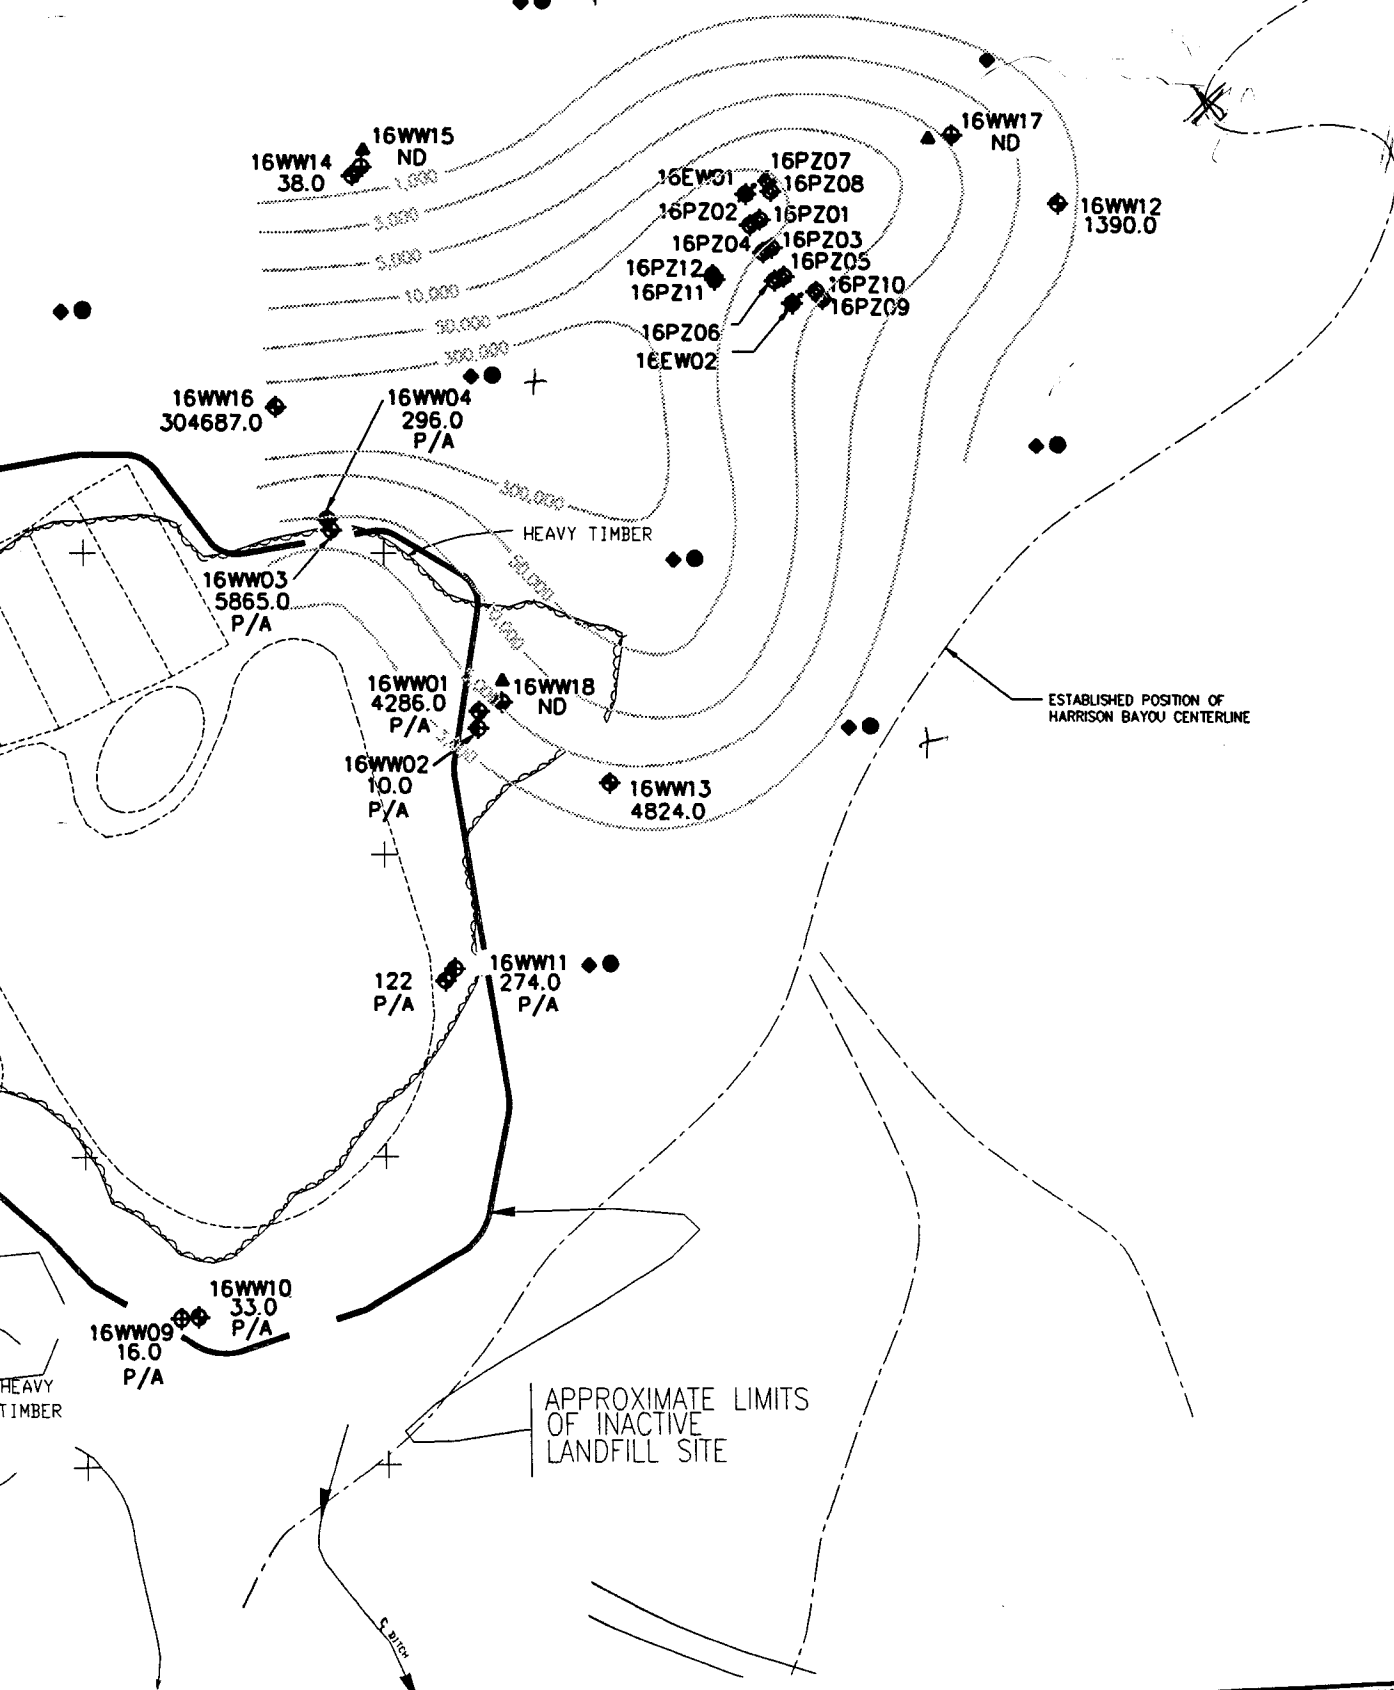 16WW15
ND
16WW14
38.0
1,000
3,000
5,000
10,000
50,000
300,000
16WW17
ND
16PZ07
16EW01
16PZ08
16PZ02
16PZ01
16PZ04
16PZ03
16PZ05
16PZ12
16PZ11
16PZ10
16PZ09
16PZ06
16EW02
16WW12
1390.0
16WW16
304687.0
16WW04
296.0
P/A
300,000
HEAVY TIMBER
50,000
16WW03
5865.0
P/A
16WW01
4286.0
P/A
16WW18
ND
16WW02
10.0
P/A
16WW13
4824.0
ESTABLISHED POSITION OF
HARRISON BAYOU CENTERLINE
122
P/A
16WW11
274.0
P/A
16WW10
33.0
P/A
16WW09
16.0
P/A
HEAVY
TIMBER
APPROXIMATE LIMITS
OF INACTIVE
LANDFILL SITE
DITCH